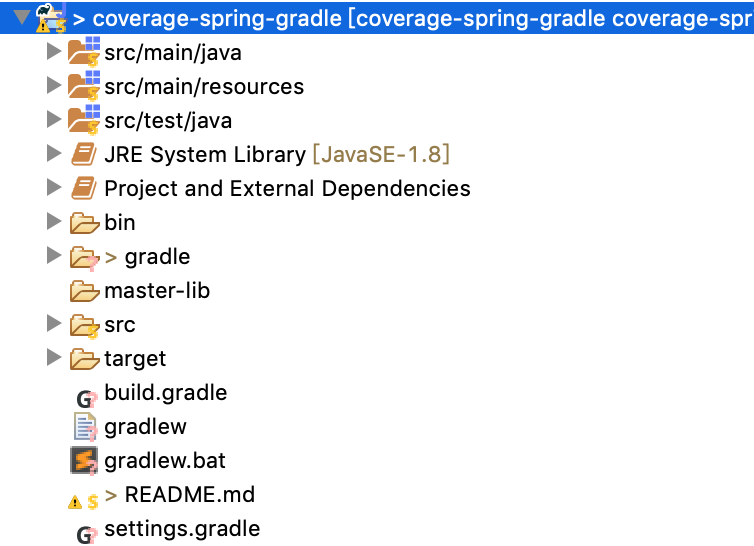 > coverage-spring-gradle [coverage-spring-gradle coverage-spr
src/main/java
src/main/resources
src/test/java
JRE System Library [JavaSE-1.8]
Project and External Dependencies
bin
> gradle
master-lib
src
target
build.gradle
gradlew
gradlew.bat
> README.md
settings.gradle